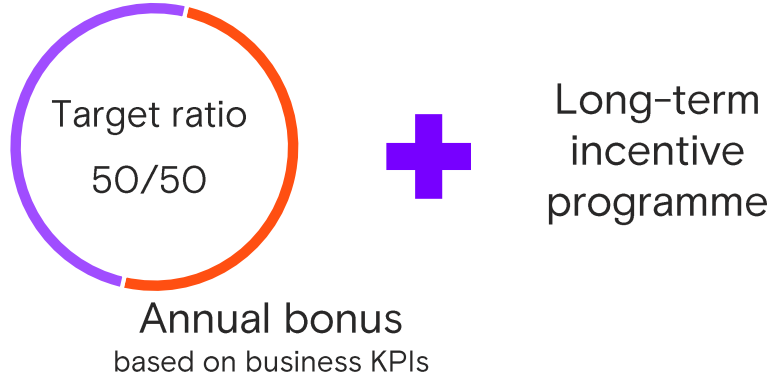 Target ratio
50/50
Annual bonus
based on business KPIs
Long-term
incentive
programme